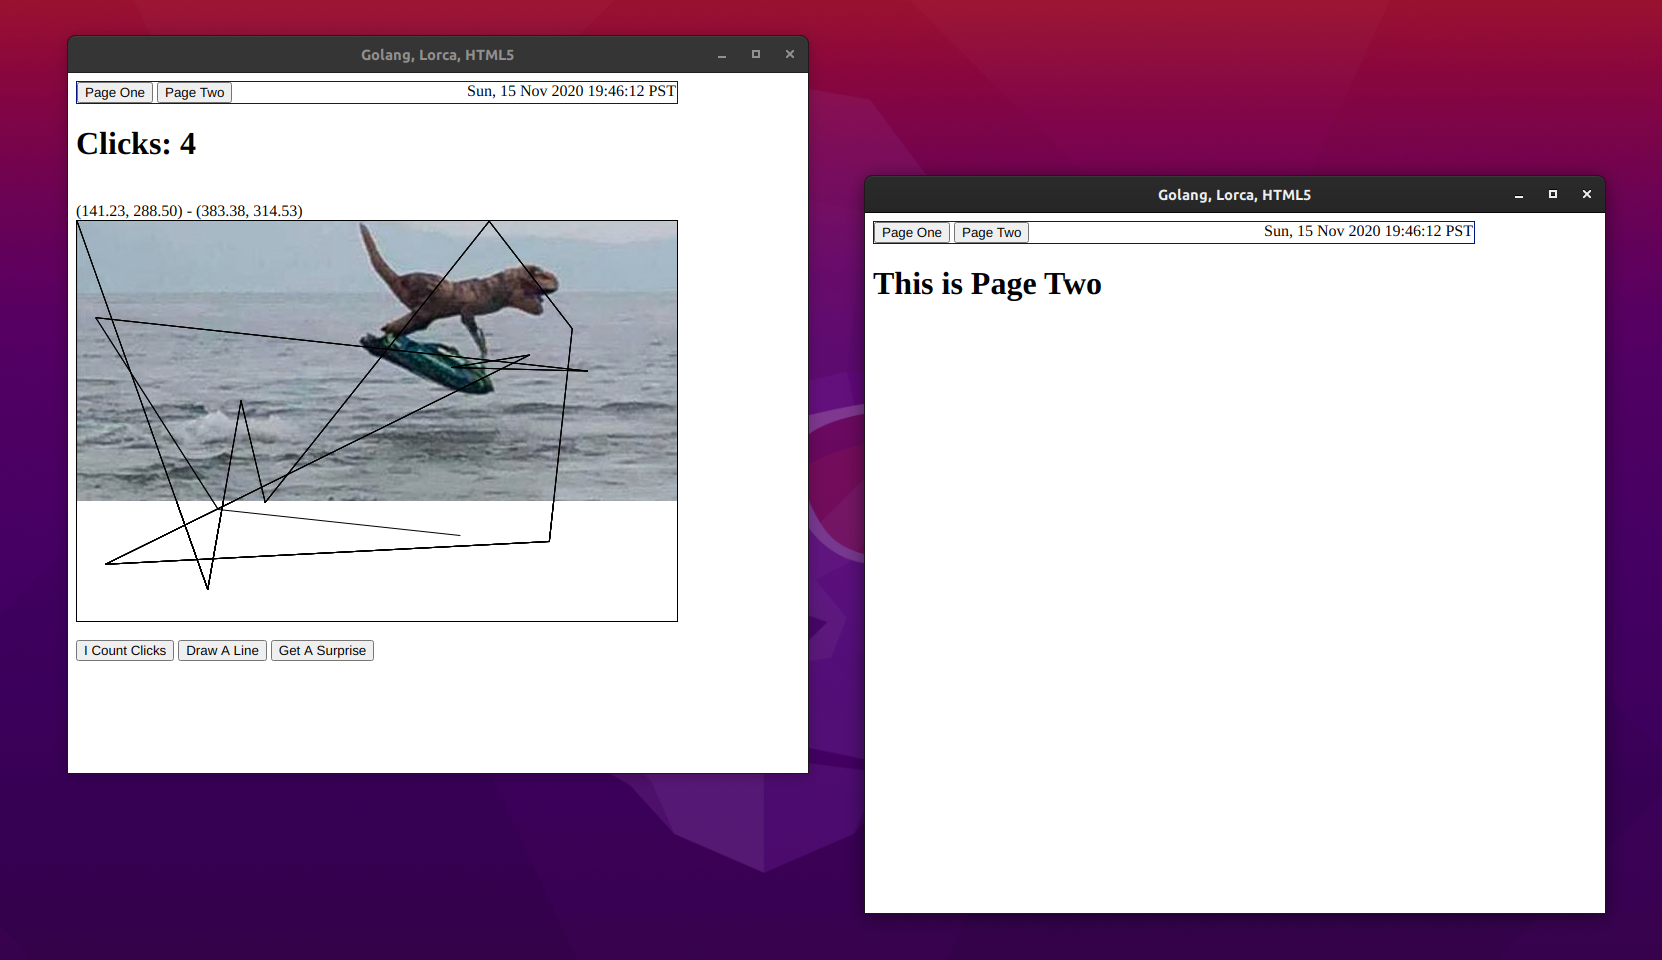 Golang, Lorca, HTML5
Page One Page Two Sun, 15 Nov 2020 19:46:12 PST
Clicks: 4
(141.23, 288.50) - (383.38, 314.53)
I Count Clicks Draw A Line Get A Surprise
Golang, Lorca, HTML5
Page One Page Two Sun, 15 Nov 2020 19:46:12 PST
This is Page Two